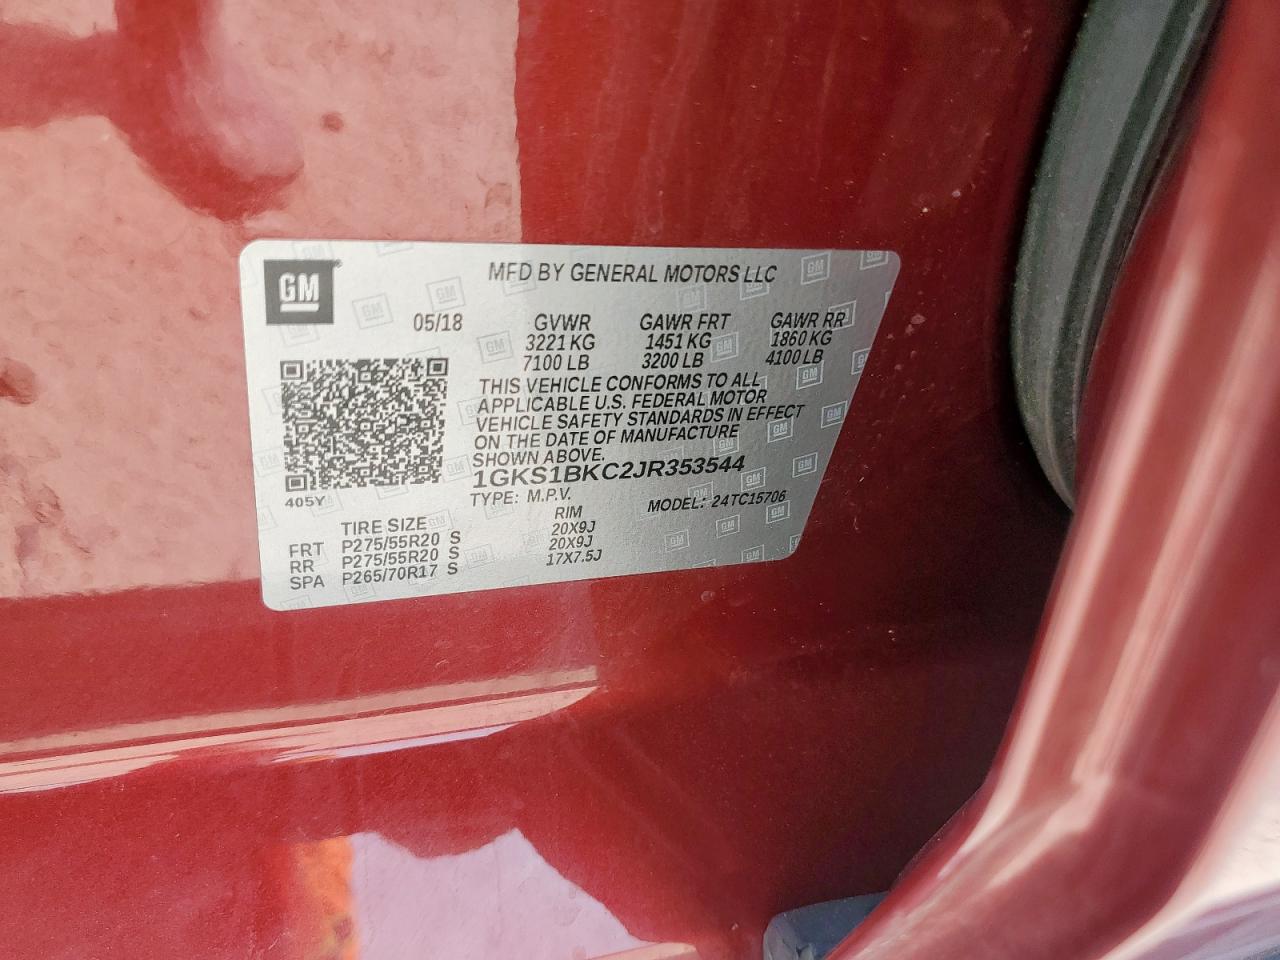 GM
MFD BY GENERAL MOTORS LLC
05/18 GVWR GAWR FRT GAWR RR
3221 KG 1451 KG 1860 KG
7100 LB 3200 LB 4100 LB
THIS VEHICLE CONFORMS TO ALL
APPLICABLE U.S. FEDERAL MOTOR
VEHICLE SAFETY STANDARDS IN EFFECT
ON THE DATE OF MANUFACTURE
SHOWN ABOVE.
1GKS1BKC2JR353544
405Y
TYPE: M.P.V. MODEL: 24TC15706
TIRE SIZE RIM
FRT P275/55R20 S 20X9J
RR P275/55R20 S 20X9J
SPA P265/70R17 S 17X7.5J